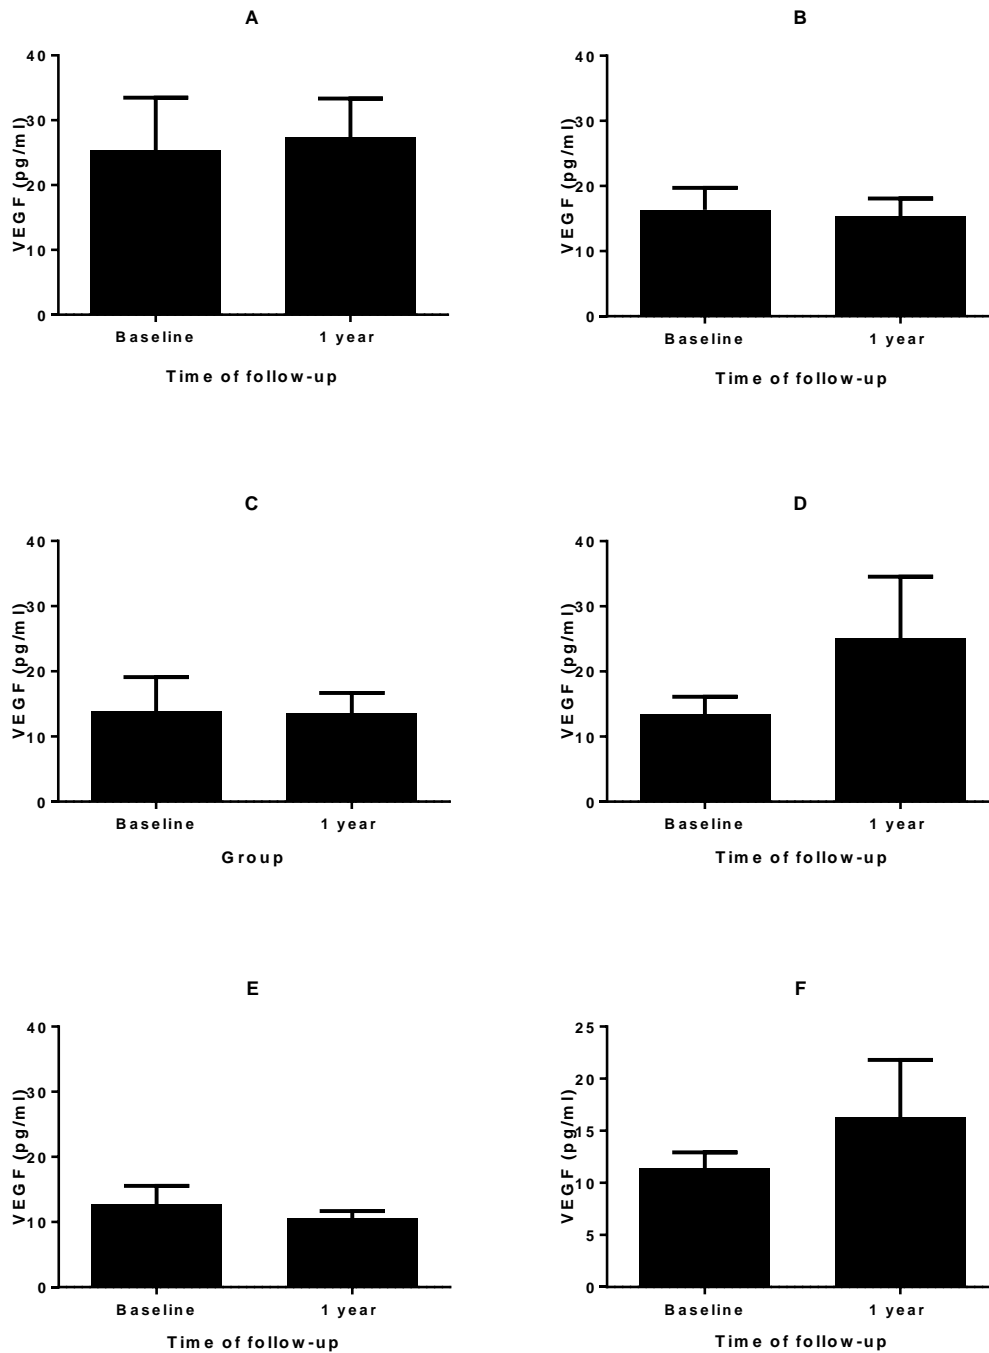 A
VEGF (pg/ml)
40
30
20
10
0
Baseline 1 year
Time of follow-up
B
VEGF (pg/ml)
40
30
20
10
0
Baseline 1 year
Time of follow-up
C
VEGF (pg/ml)
40
30
20
10
0
Baseline 1 year
Group
D
VEGF (pg/ml)
40
30
20
10
0
Baseline 1 year
Time of follow-up
E
VEGF (pg/ml)
40
30
20
10
0
Baseline 1 year
Time of follow-up
F
VEGF (pg/ml)
25
20
15
10
5
0
Baseline 1 year
Time of follow-up